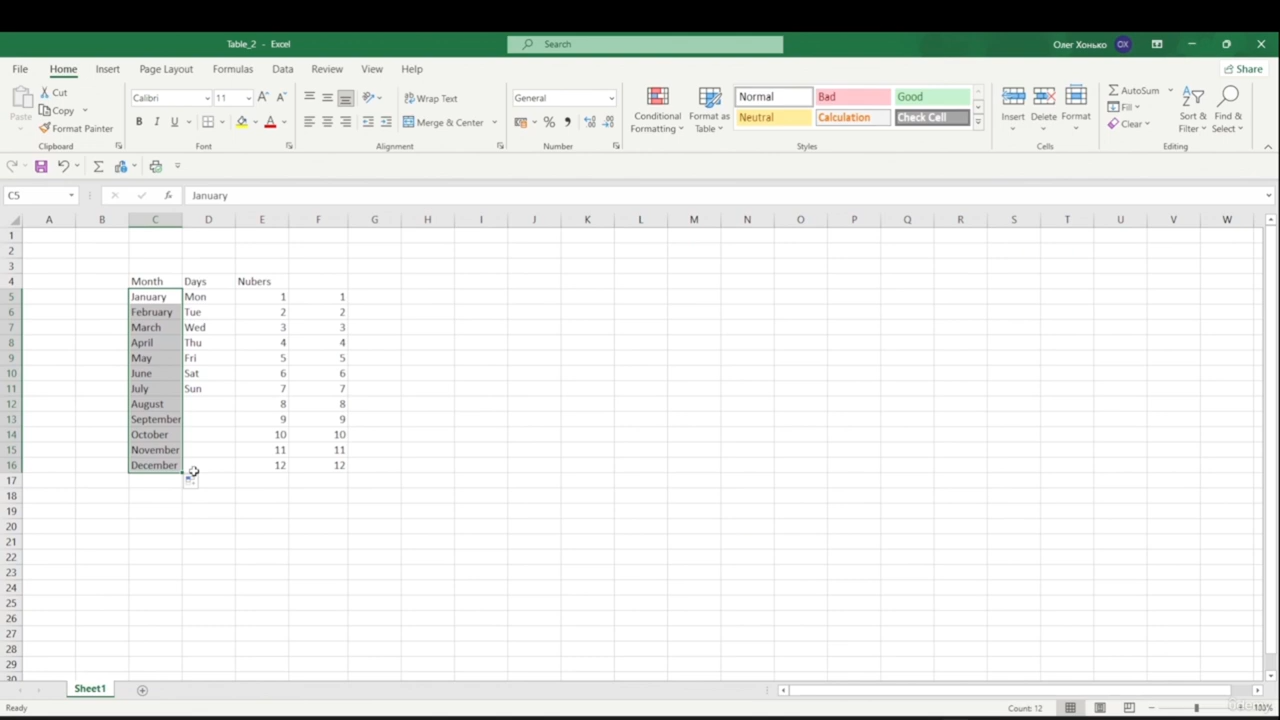 Table_2 - Excel
Search
Олег Хонько OX
File Home Insert Page Layout Formulas Data Review View Help
Share
Paste
Cut
Copy
Format Painter
Clipboard
Calibri 11
B I U
Font
Wrap Text
Merge & Center
Alignment
General
Number
Conditional Formatting
Format as Table
Normal Bad Good
Neutral Calculation Check Cell
Styles
Insert Delete Format
Cells
AutoSum
Fill
Clear
Sort & Filter
Find & Select
Editing
C5 fx January
A B C D E F G H I J K L M N O P Q R S T U V W
1
2
3
4 Month Days Nubers
5 January Mon 1 1
6 February Tue 2 2
7 March Wed 3 3
8 April Thu 4 4
9 May Fri 5 5
10 June Sat 6 6
11 July Sun 7 7
12 August 8 8
13 September 9 9
14 October 10 10
15 November 11 11
16 December 12 12
17
18
19
20
21
22
23
24
25
26
27
28
29
30
Sheet1
Ready Count: 12